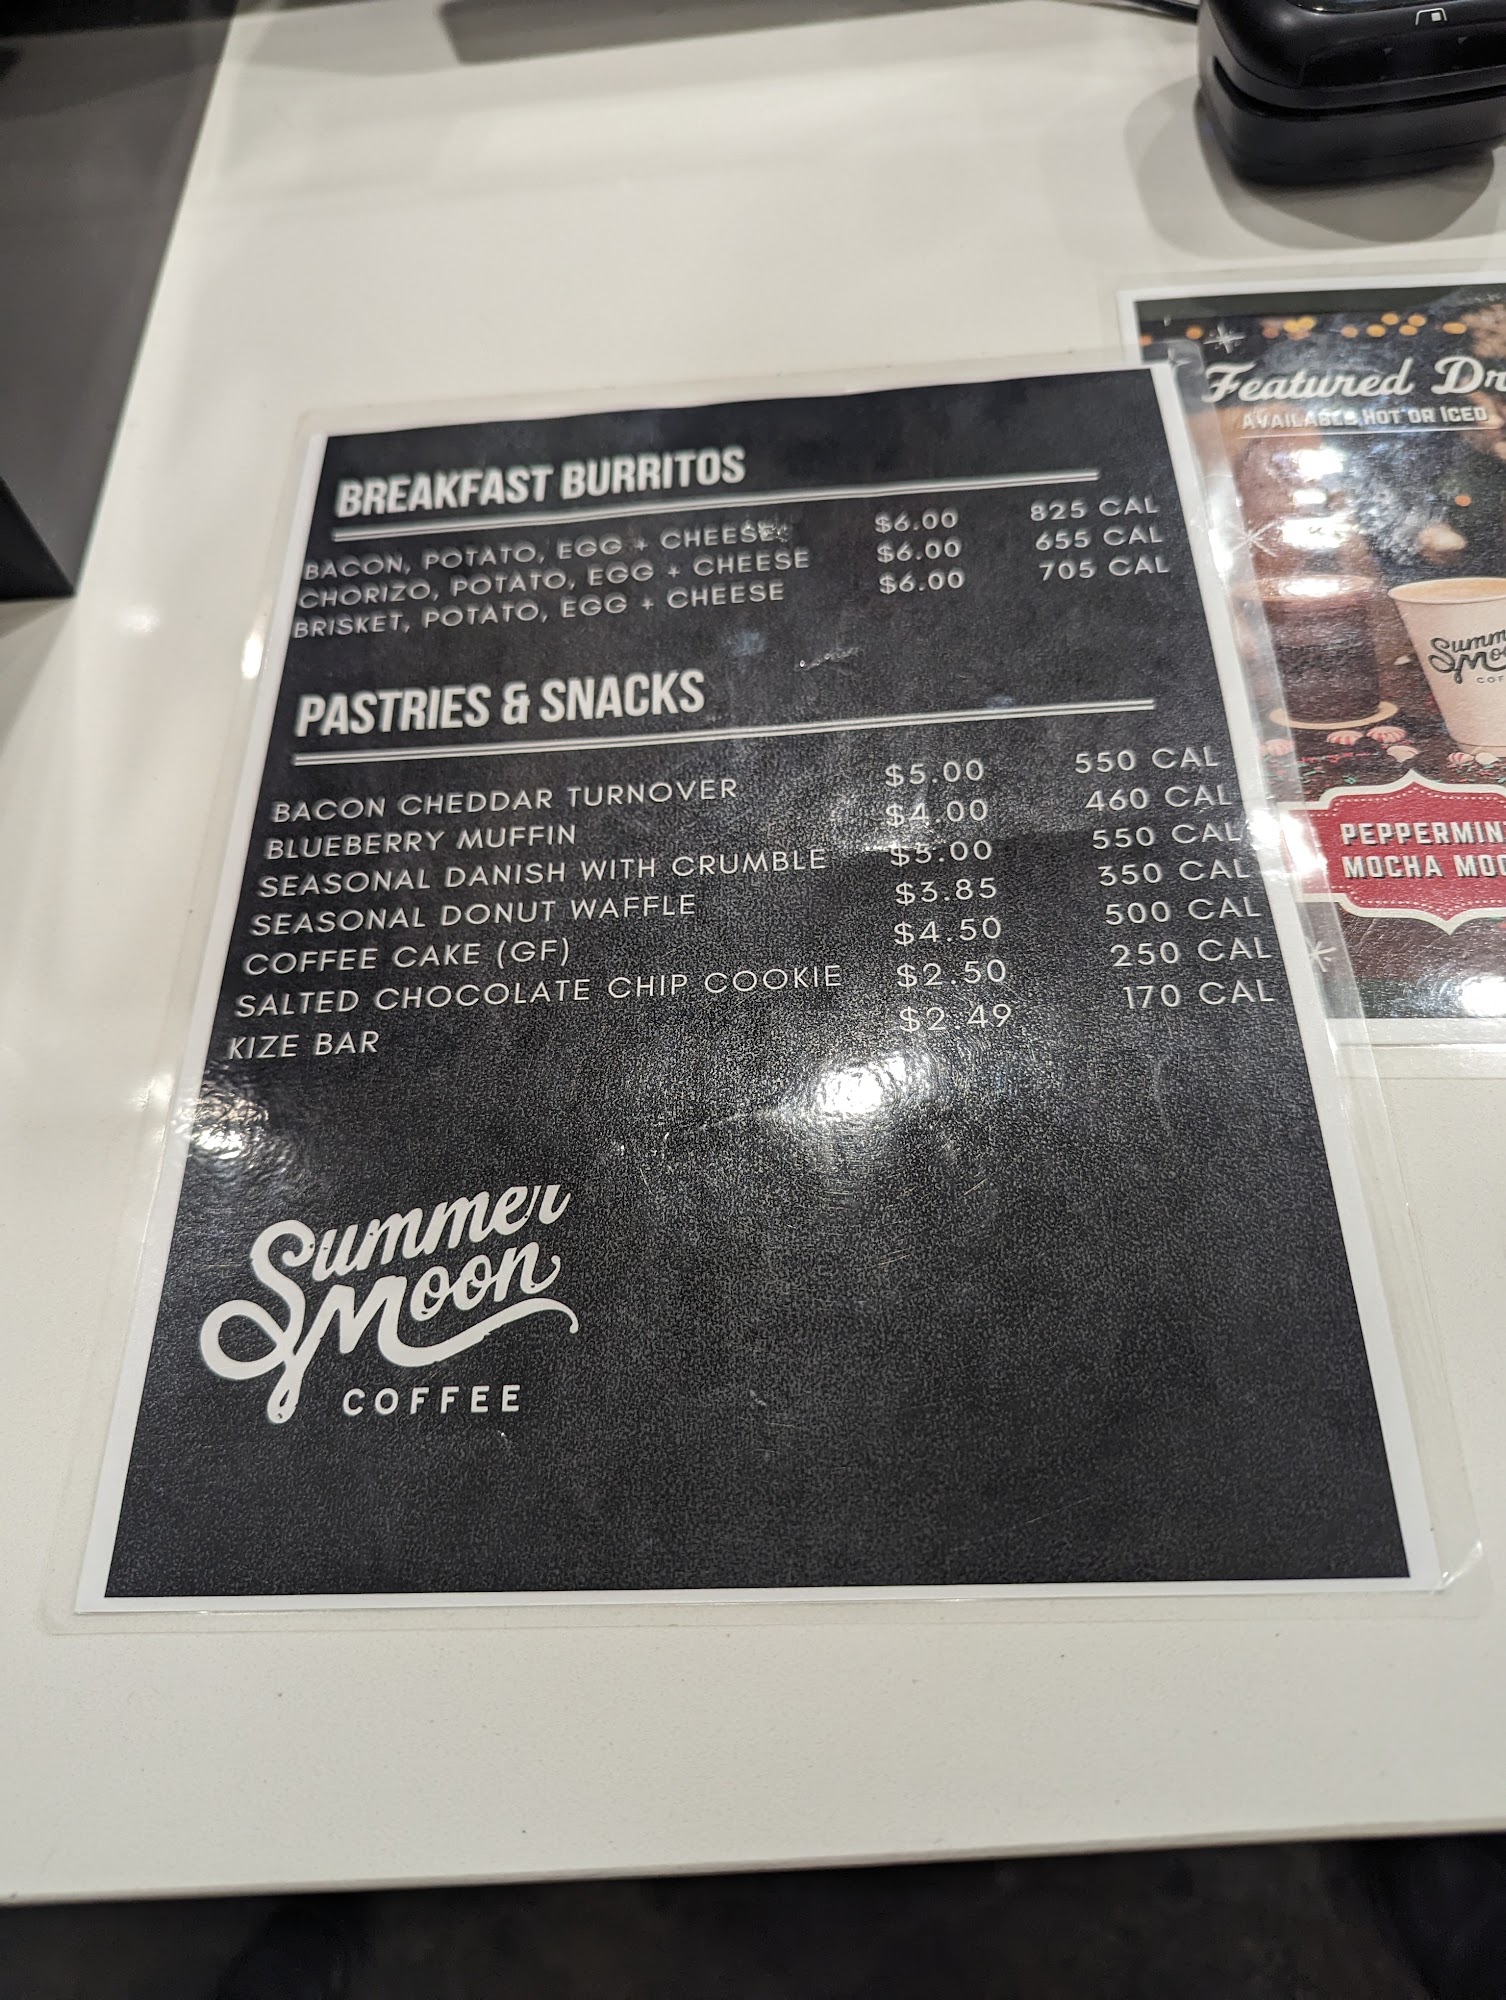 BREAKFAST BURRITOS
BACON, POTATO, EGG + CHEESE $6.00 825 CAL
CHORIZO, POTATO, EGG + CHEESE $6.00 655 CAL
BRISKET, POTATO, EGG + CHEESE $6.00 705 CAL
PASTRIES & SNACKS
BACON CHEDDAR TURNOVER $5.00 550 CAL
BLUEBERRY MUFFIN $4.00 460 CAL
SEASONAL DANISH WITH CRUMBLE $5.00 550 CAL
SEASONAL DONUT WAFFLE $3.85 350 CAL
COFFEE CAKE (GF) $4.50 500 CAL
SALTED CHOCOLATE CHIP COOKIE $2.50 250 CAL
KIZE BAR $2.49 170 CAL
Summer
Moon
COFFEE
Featured
AVAILABLE HOT OR ICED
MOCHA